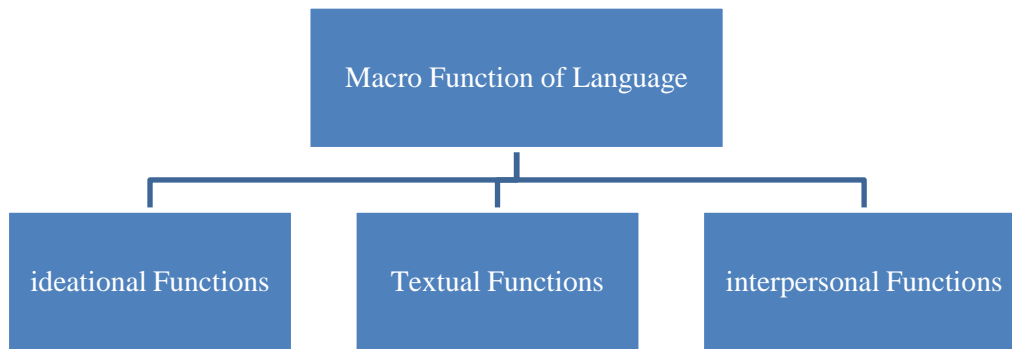 Macro Function of Language
ideational Functions
Textual Functions
interpersonal Functions